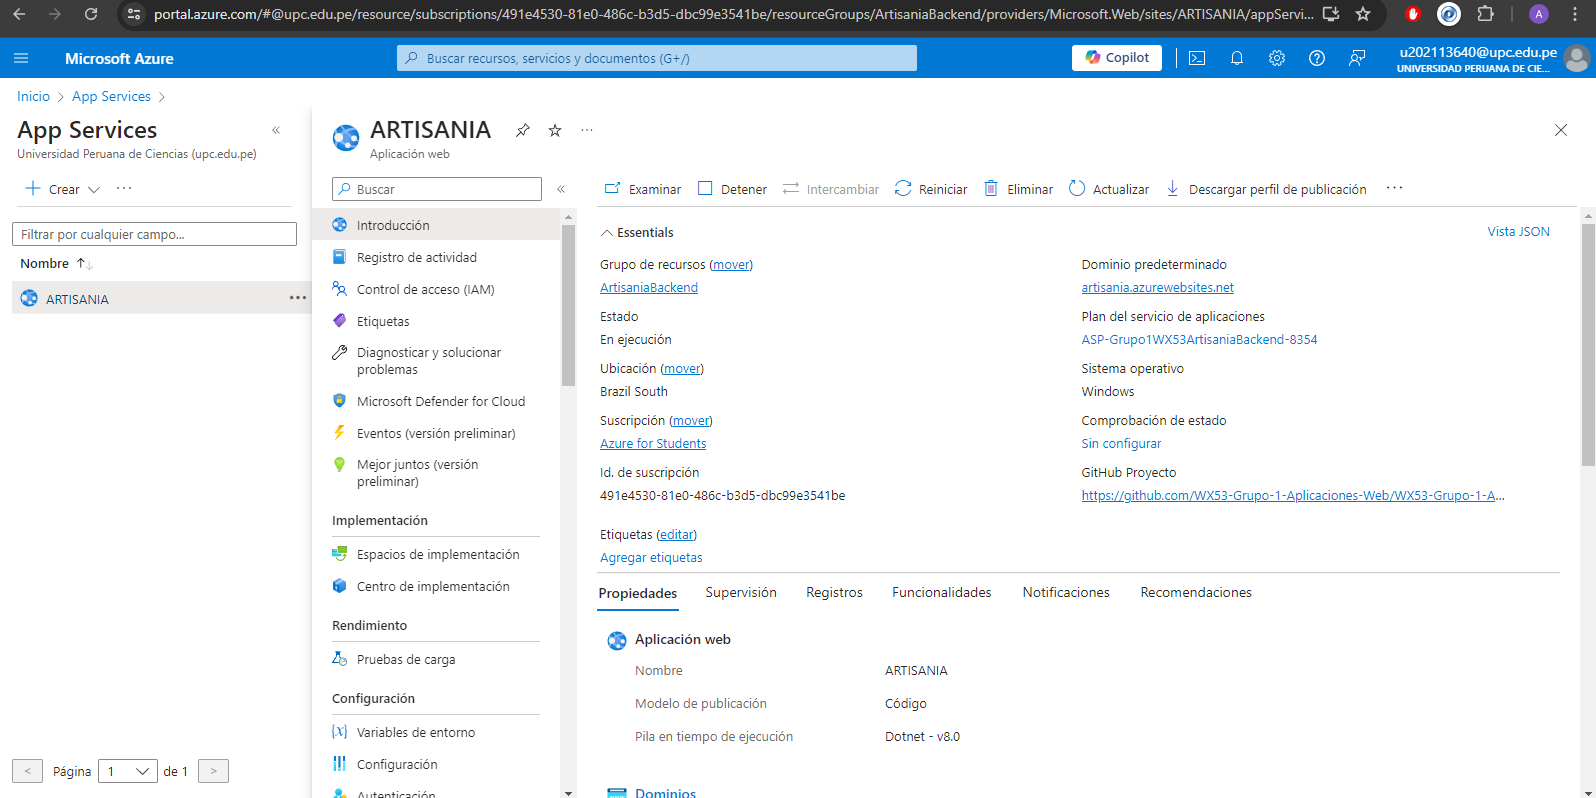 portal.azure.com/#@upc.edu.pe/resource/subscriptions/491e4530-81e0-486c-b3d5-dbc99e3541be/resourceGroups/ArtisaniaBackend/providers/Microsoft.Web/sites/ARTISANIA/appServi...
A
Microsoft Azure
Buscar recursos, servicios y documentos (G+/)
Copilot
u202113640@upc.edu.pe
UNIVERSIDAD PERUANA DE CIE...
Inicio > App Services >
App Services
Universidad Peruana de Ciencias (upc.edu.pe)
Crear
Filtrar por cualquier campo...
Nombre
ARTISANIA
Página 1 de 1
ARTISANIA
Aplicación web
Buscar
Introducción
Registro de actividad
Control de acceso (IAM)
Etiquetas
Diagnosticar y solucionar
problemas
Microsoft Defender for Cloud
Eventos (versión preliminar)
Mejor juntos (versión
preliminar)
Implementación
Espacios de implementación
Centro de implementación
Rendimiento
Pruebas de carga
Configuración
Variables de entorno
Configuración
Autenticación
Examinar Detener Intercambiar Reiniciar Eliminar Actualizar Descargar perfil de publicación
Essentials
Vista JSON
Grupo de recursos (mover)
ArtisaniaBackend
Estado
En ejecución
Ubicación (mover)
Brazil South
Suscripción (mover)
Azure for Students
Id. de suscripción
491e4530-81e0-486c-b3d5-dbc99e3541be
Dominio predeterminado
artisania.azurewebsites.net
Plan del servicio de aplicaciones
ASP-Grupo1WX53ArtisaniaBackend-8354
Sistema operativo
Windows
Comprobación de estado
Sin configurar
GitHub Proyecto
https://github.com/WX53-Grupo-1-Aplicaciones-Web/WX53-Grupo-1-A...
Etiquetas (editar)
Agregar etiquetas
Propiedades Supervisión Registros Funcionalidades Notificaciones Recomendaciones
Aplicación web
Nombre ARTISANIA
Modelo de publicación Código
Pila en tiempo de ejecución Dotnet - v8.0
Dominios